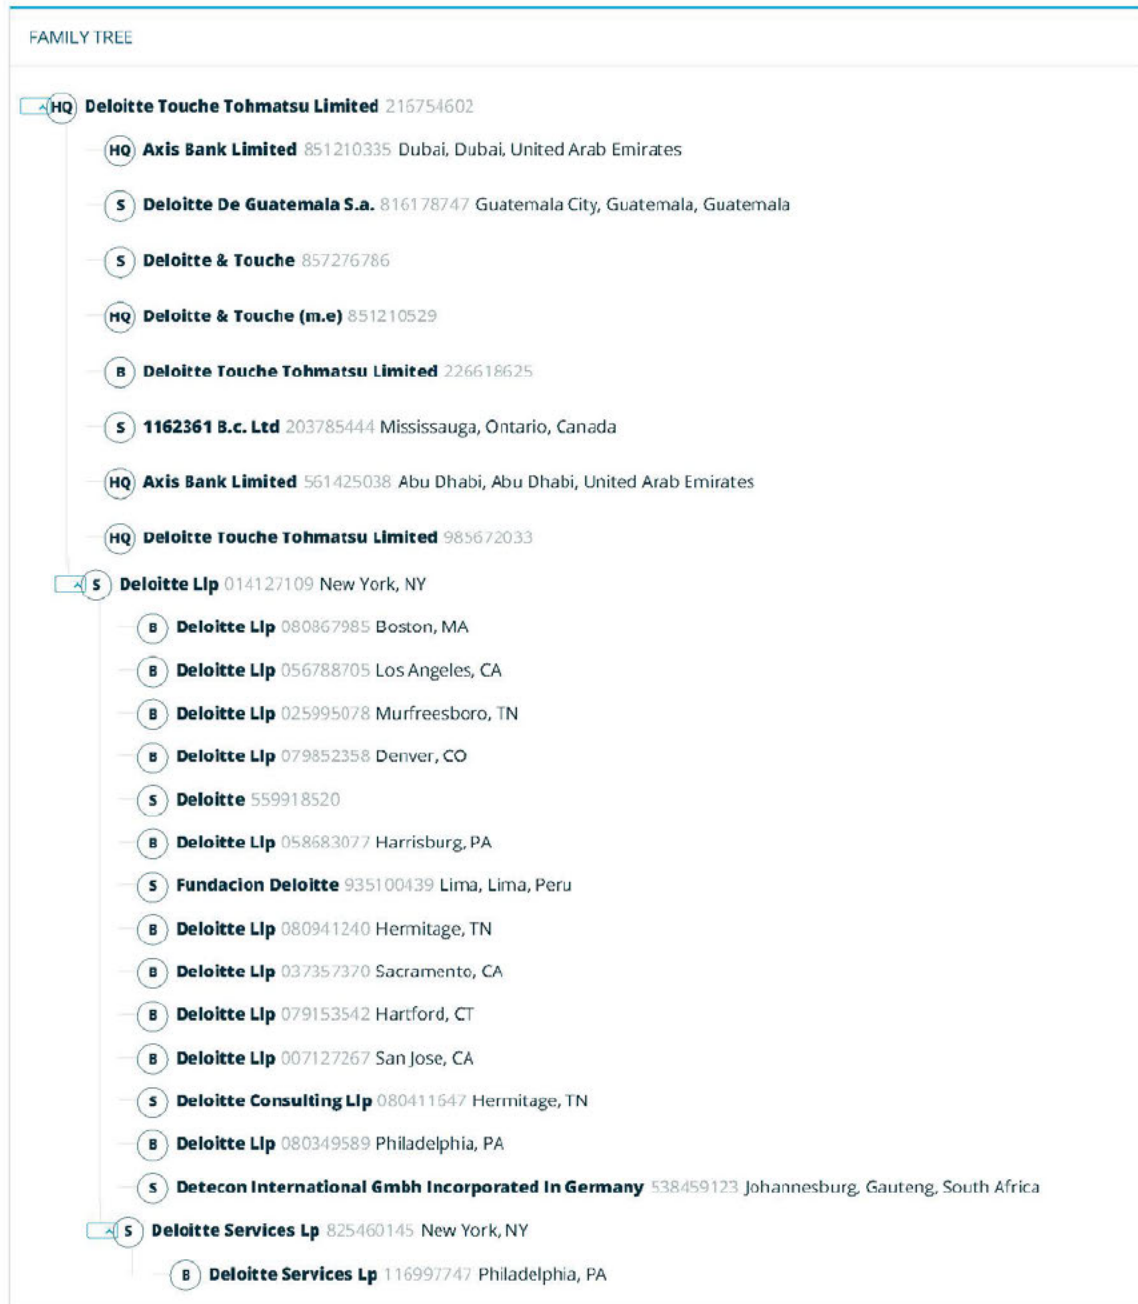 FAMILY TREE
HQ Deloitte Touche Tohmatsu Limited 216754602
HQ Axis Bank Limited 851210335 Dubai, Dubai, United Arab Emirates
S Deloitte De Guatemala S.a. 816178747 Guatemala City, Guatemala, Guatemala
S Deloitte & Touche 857276786
HQ Deloitte & Touche (m.e) 851210529
B Deloitte Touche Tohmatsu Limited 226618625
S 1162361 B.c. Ltd 203785444 Mississauga, Ontario, Canada
HQ Axis Bank Limited 561425038 Abu Dhabi, Abu Dhabi, United Arab Emirates
HQ Deloitte Touche Tohmatsu Limited 985672033
S Deloitte Llp 014127109 New York, NY
B Deloitte Llp 080867985 Boston, MA
B Deloitte Llp 056788705 Los Angeles, CA
B Deloitte Llp 025995078 Murfreesboro, TN
B Deloitte Llp 079852358 Denver, CO
S Deloitte 559918520
B Deloitte Llp 058683077 Harrisburg, PA
S Fundacion Deloitte 935100439 Lima, Lima, Peru
B Deloitte Llp 080941240 Hermitage, TN
B Deloitte Llp 037357370 Sacramento, CA
B Deloitte Llp 079153542 Hartford, CT
B Deloitte Llp 007127267 San Jose, CA
S Deloitte Consulting Llp 080411647 Hermitage, TN
B Deloitte Llp 080349589 Philadelphia, PA
S Detecon International Gmbh Incorporated In Germany 538459123 Johannesburg, Gauteng, South Africa
S Deloitte Services Lp 825460145 New York, NY
B Deloitte Services Lp 116997747 Philadelphia, PA